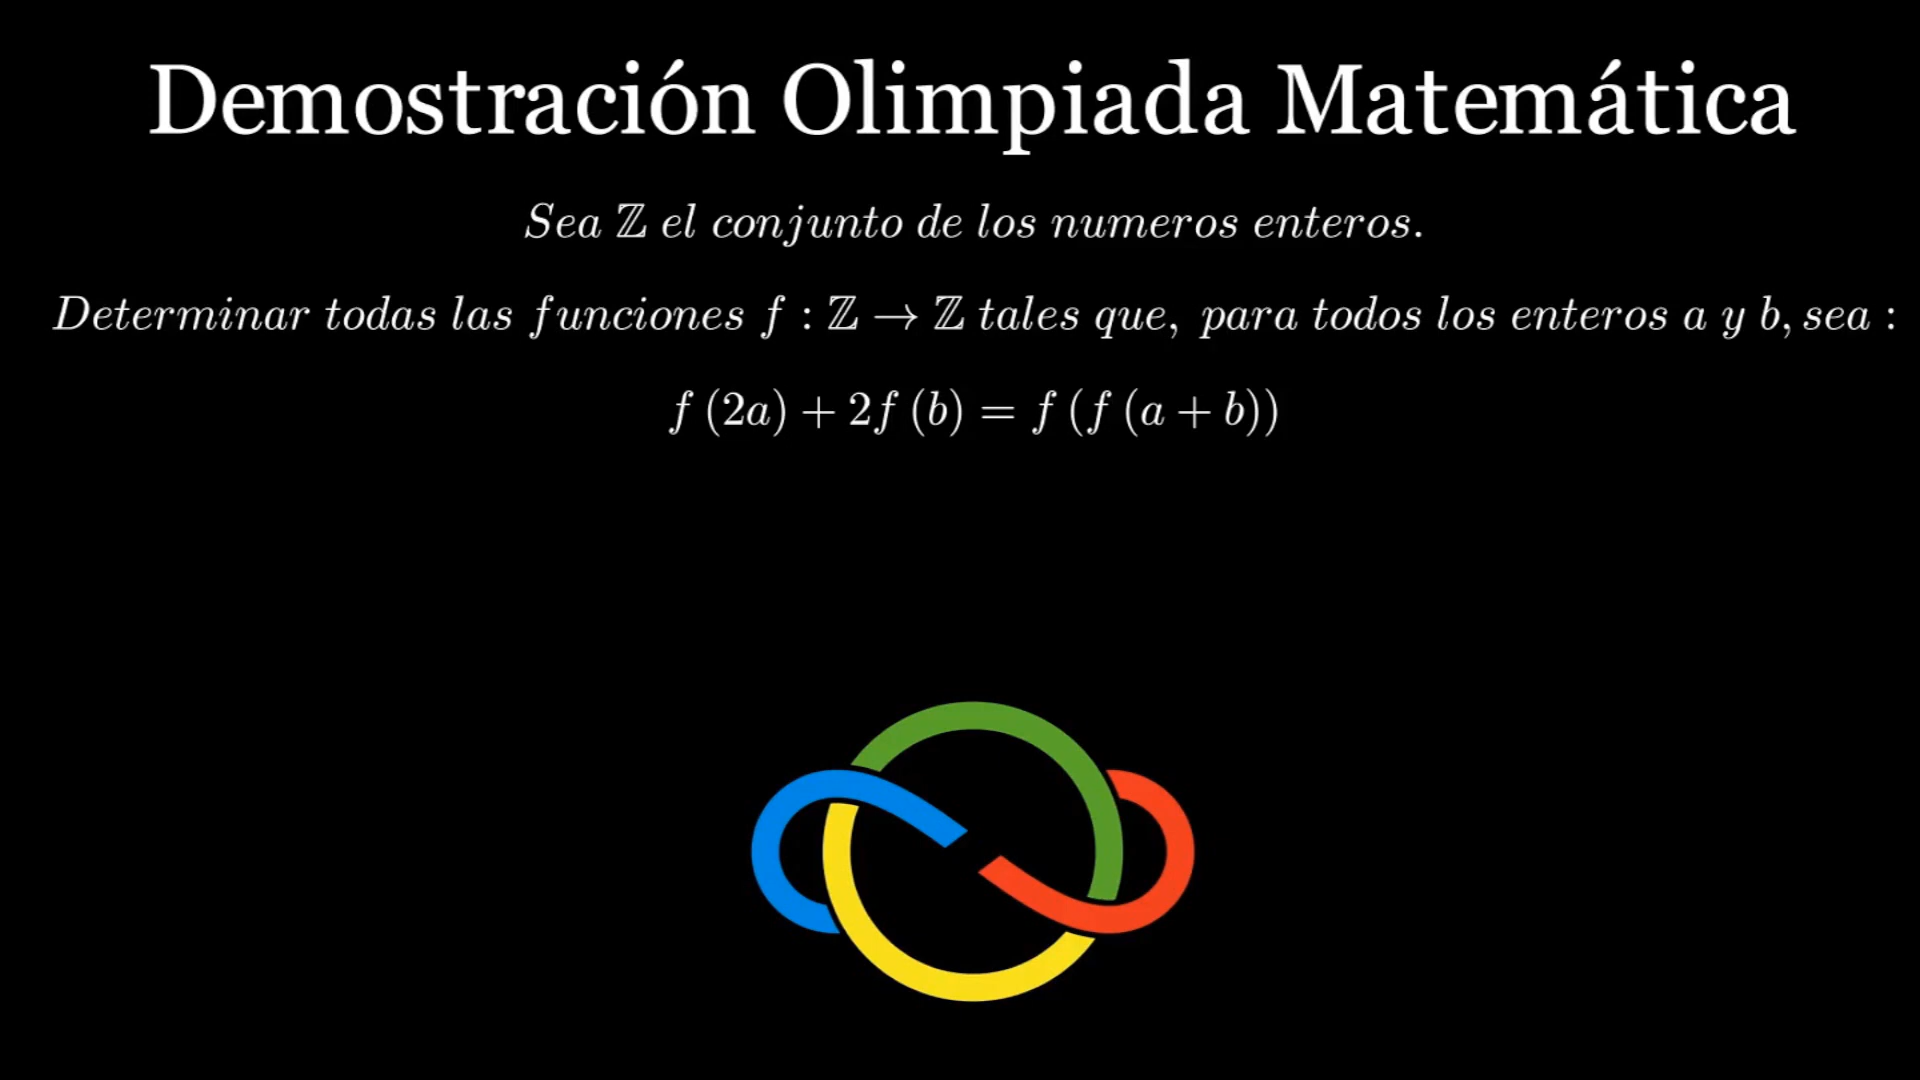 Demostración Olimpiada Matemática
Sea ℤ el conjunto de los numeros enteros.
Determinar todas las funciones f : ℤ → ℤ tales que, para todos los enteros a y b, sea :
f (2a) + 2f (b) = f (f (a + b))